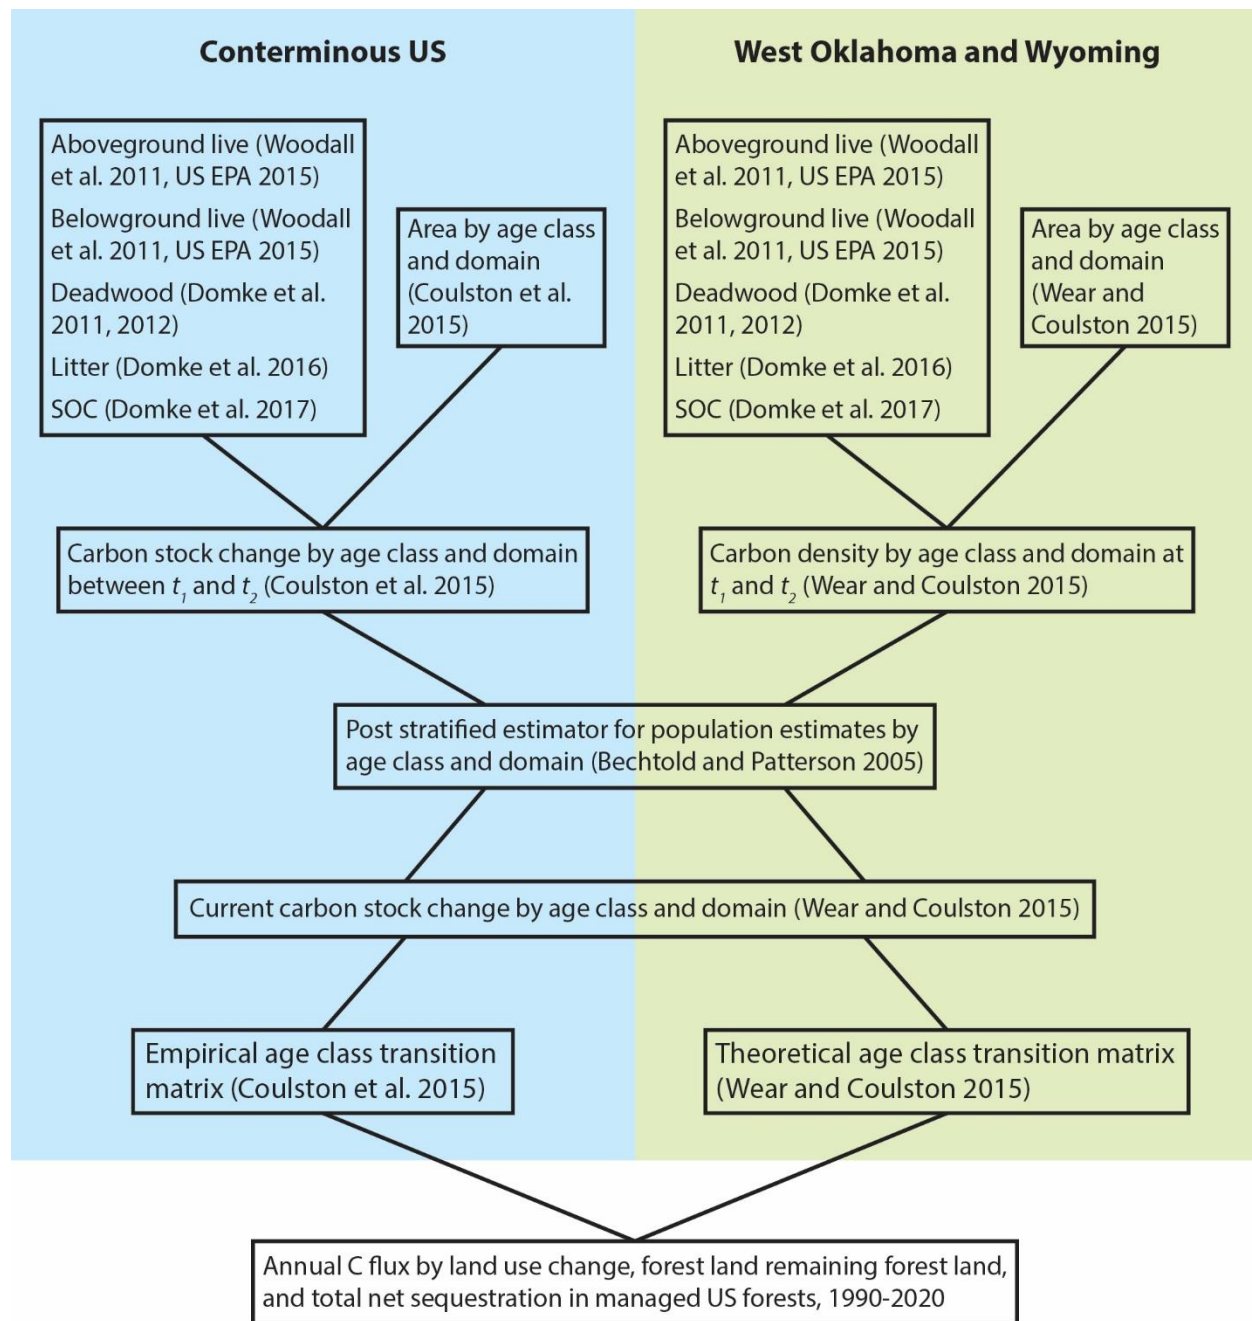 Conterminous US
Aboveground live (Woodall
et al. 2011, US EPA 2015)
Belowground live (Woodall
et al. 2011, US EPA 2015)
Deadwood (Domke et al.
2011, 2012)
Litter (Domke et al. 2016)
SOC (Domke et al. 2017)
Area by age class
and domain
(Coulston et al.
2015)
Carbon stock change by age class and domain
between t₁ and t₂ (Coulston et al. 2015)
West Oklahoma and Wyoming
Aboveground live (Woodall
et al. 2011, US EPA 2015)
Belowground live (Woodall
et al. 2011, US EPA 2015)
Deadwood (Domke et al.
2011, 2012)
Litter (Domke et al. 2016)
SOC (Domke et al. 2017)
Area by age class
and domain
(Wear and
Coulston 2015)
Carbon density by age class and domain at
t₁ and t₂ (Wear and Coulston 2015)
Post stratified estimator for population estimates by
age class and domain (Bechtold and Patterson 2005)
Current carbon stock change by age class and domain (Wear and Coulston 2015)
Empirical age class transition
matrix (Coulston et al. 2015)
Theoretical age class transition matrix
(Wear and Coulston 2015)
Annual C flux by land use change, forest land remaining forest land,
and total net sequestration in managed US forests, 1990-2020